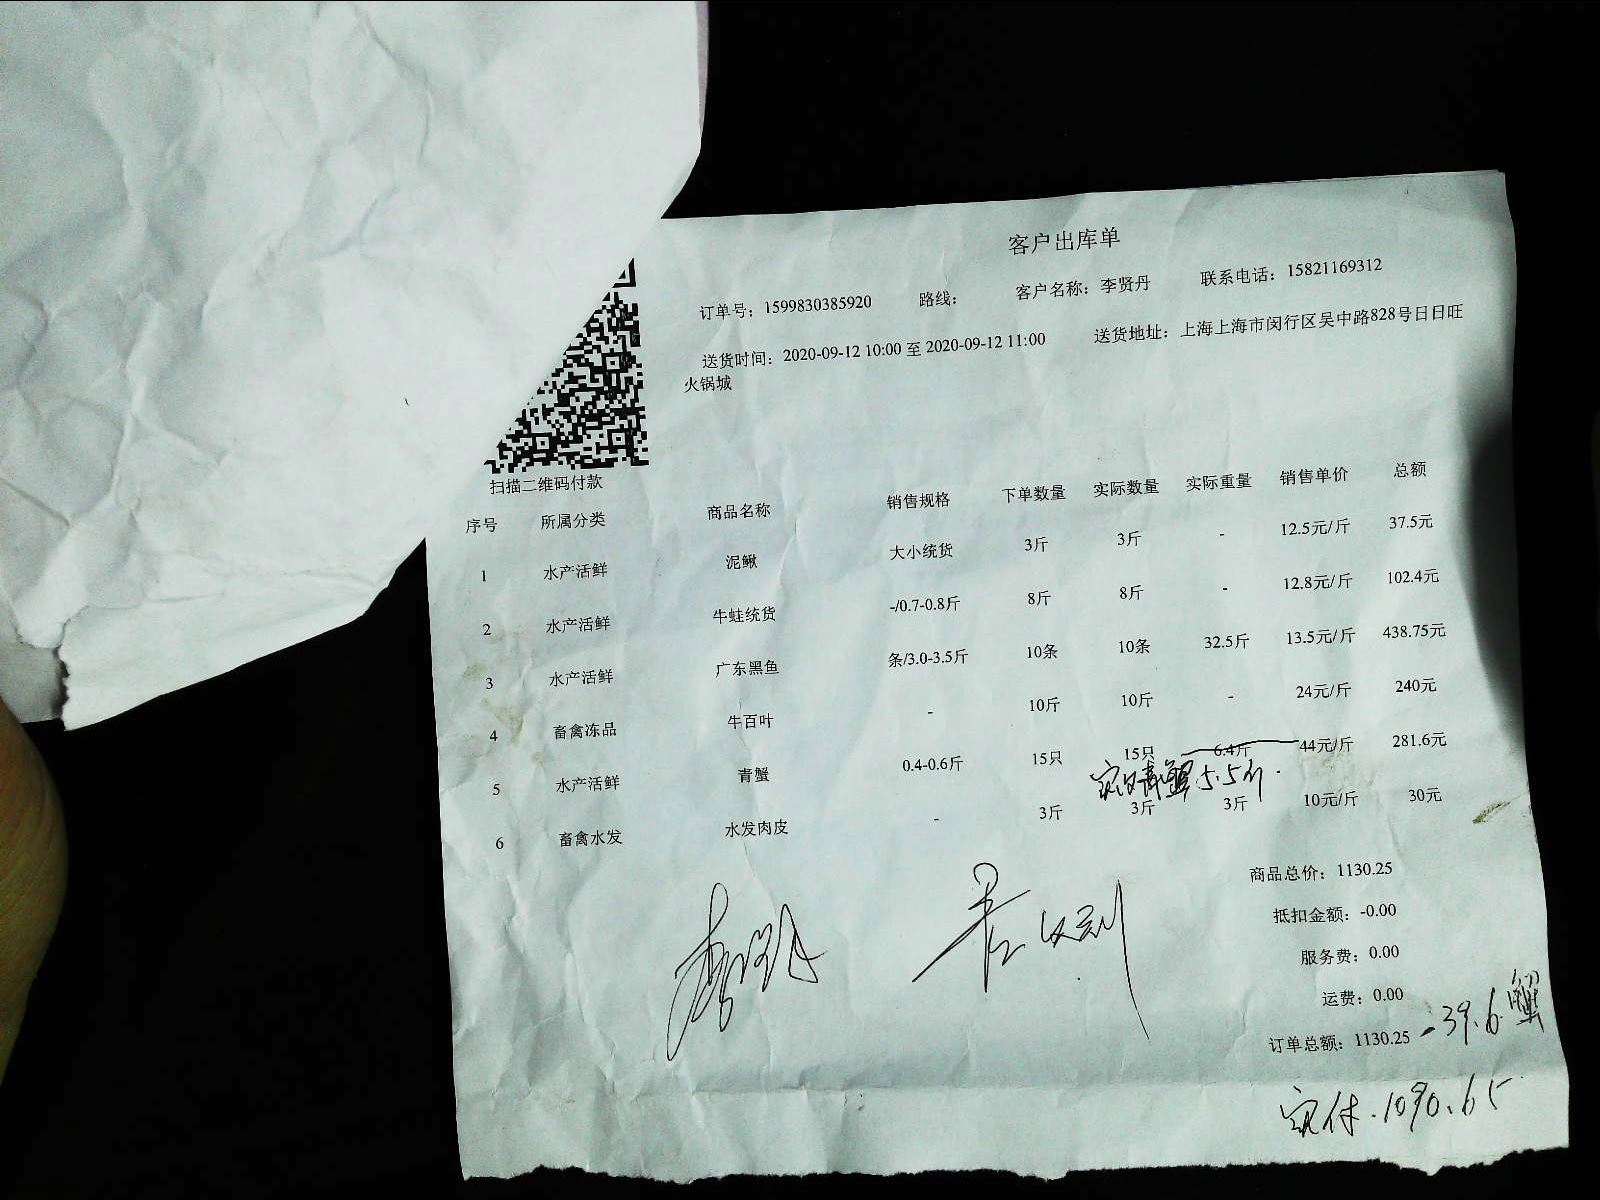 客户出库单
订单号：1599830385920 路线： 客户名称：李贤丹 联系电话：15821169312
送货时间：2020-09-12 10:00 至 2020-09-12 11:00 送货地址：上海上海市闵行区吴中路828号日日旺
火锅城
扫描二维码付款
序号 所属分类 商品名称 销售规格 下单数量 实际数量 实际重量 销售单价 总额
1 水产活鲜 泥鳅 大小统货 3斤 3斤 - 12.5元/斤 37.5元
2 水产活鲜 牛蛙统货 -/0.7-0.8斤 8斤 8斤 - 12.8元/斤 102.4元
3 水产活鲜 广东黑鱼 条/3.0-3.5斤 10条 10条 32.5斤 13.5元/斤 438.75元
4 畜禽冻品 牛百叶 - 10斤 10斤 - 24元/斤 240元
5 水产活鲜 青蟹 0.4-0.6斤 15只 15只 6.4斤 44元/斤 281.6元
实收青蟹5.5斤.
6 畜禽水发 水发肉皮 - 3斤 3斤 3斤 10元/斤 30元
商品总价：1130.25
抵扣金额：-0.00
服务费：0.00
运费：0.00
订单总额：1130.25 -39.6蟹
实付.1090.65